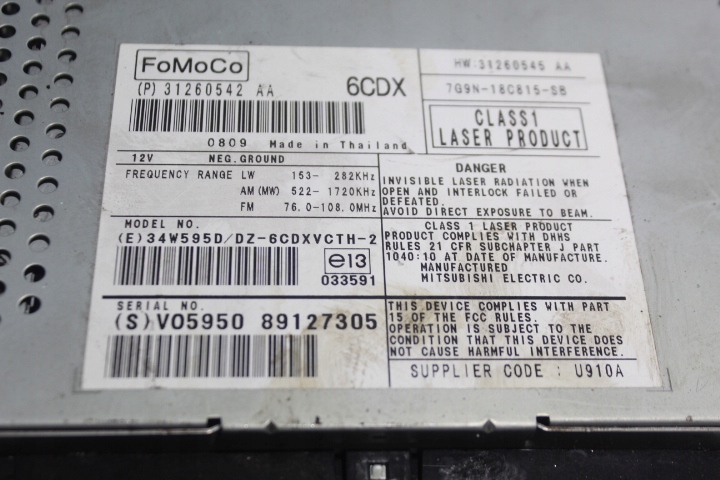 FoMoCo
(P) 31260542 AA
6CDX
0809 Made in Thailand
HW:31260545 AA
7G9N-18C815-SB
CLASS1
LASER PRODUCT
12V NEG.GROUND
FREQUENCY RANGE LW 153- 282KHz
AM(MW) 522-1720KHz
FM 76.0-108.0MHz
DANGER
INVISIBLE LASER RADIATION WHEN
OPEN AND INTERLOCK FAILED OR
DEFEATED.
AVOID DIRECT EXPOSURE TO BEAM.
MODEL NO.
(E)34W595D/DZ-6CDXVCTH-2
e13
033591
CLASS 1 LASER PRODUCT
PRODUCT COMPLIES WITH DHHS
RULES 21 CFR SUBCHAPTER J PART
1040:10 AT DATE OF MANUFACTURE.
MANUFACTURED
MITSUBISHI ELECTRIC CO.
SERIAL NO.
(S)V05950 89127305
THIS DEVICE COMPLIES WITH PART
15 OF THE FCC RULES.
OPERATION IS SUBJECT TO THE
CONDITION THAT THIS DEVICE DOES
NOT CAUSE HARMFUL INTERFERENCE.
SUPPLIER CODE : U910A